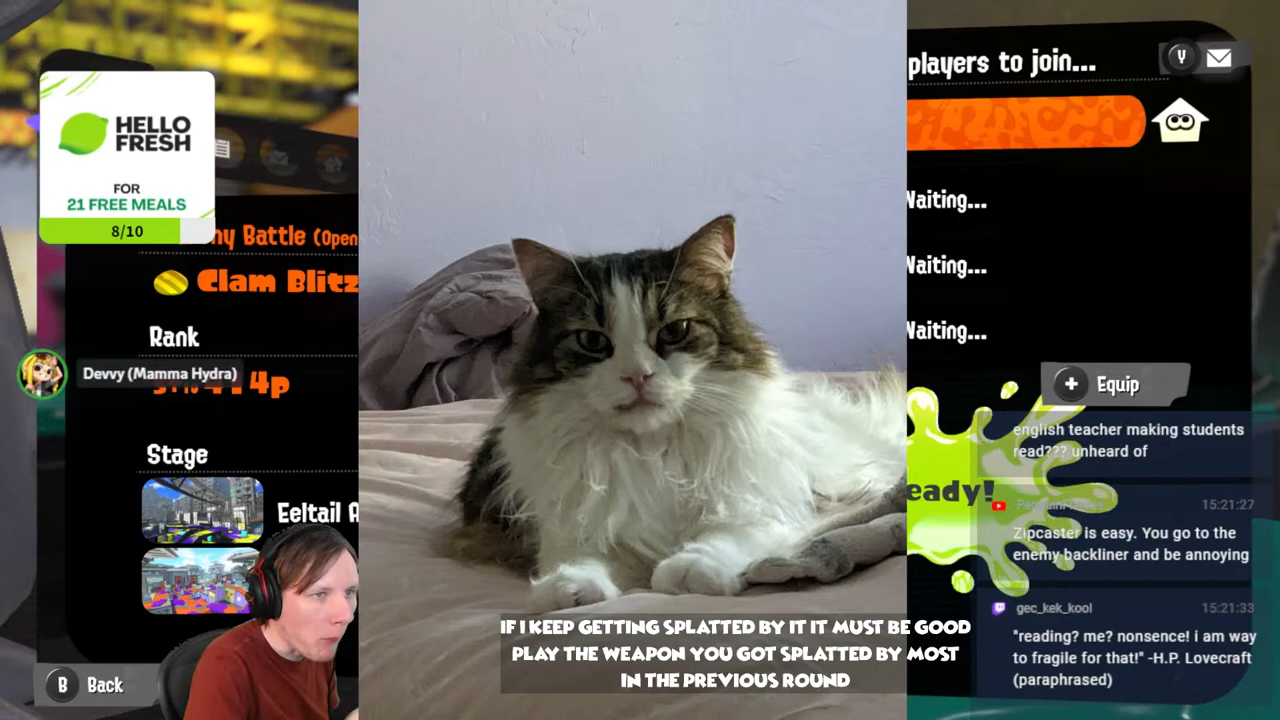 HELLO
FRESH
FOR
21 FREE MEALS
8/10
ny Battle (Open
Clam Blitz
Rank
4p
Devvy (Mamma Hydra)
Stage
Eeltail A
B Back
players to join...
Y
Waiting...
Waiting...
Waiting...
+ Equip
eady!
english teacher making students
read??? unheard of
15:21:27
Zipcaster is easy. You go to the
enemy backliner and be annoying
gec_kek_kool 15:21:33
"reading? me? nonsence! i am way
to fragile for that!" -H.P. Lovecraft
(paraphrased)
IF I KEEP GETTING SPLATTED BY IT IT MUST BE GOOD
PLAY THE WEAPON YOU GOT SPLATTED BY MOST
IN THE PREVIOUS ROUND